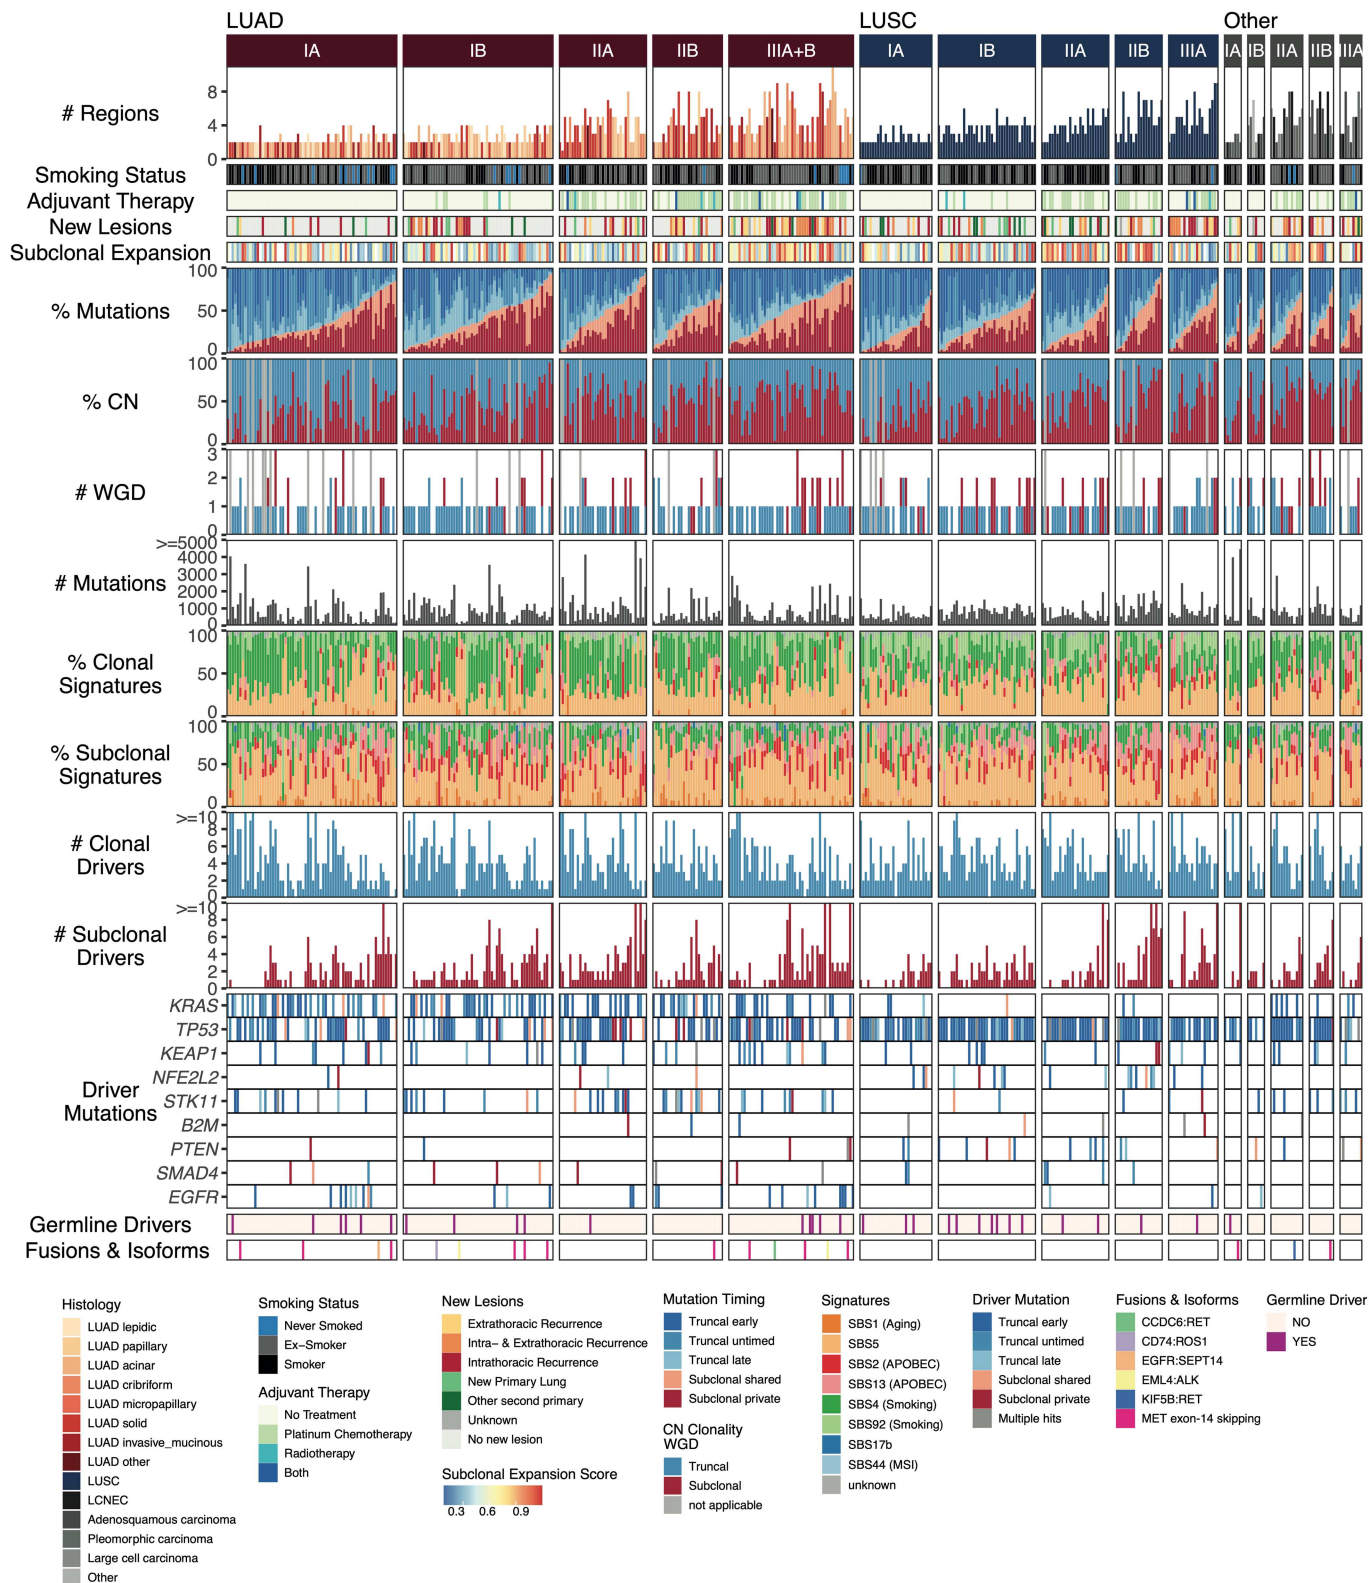 LUAD LUSC Other
IA IB IIA IIB IIIA+B IA IB IIA IIB IIIA IA IB IIA IIB IIIA
# Regions
8
4
0
Smoking Status
Adjuvant Therapy
New Lesions
Subclonal Expansion
% Mutations
100
50
0
% CN
100
50
0
# WGD
3
2
1
0
# Mutations
>=5000
4000
3000
2000
1000
0
% Clonal
Signatures
100
50
0
% Subclonal
Signatures
100
50
0
# Clonal
Drivers
>=10
8
6
4
2
0
# Subclonal
Drivers
>=10
8
6
4
2
0
Driver
Mutations
KRAS
TP53
KEAP1
NFE2L2
STK11
B2M
PTEN
SMAD4
EGFR
Germline Drivers
Fusions & Isoforms
Histology
LUAD lepidic
LUAD papillary
LUAD acinar
LUAD cribriform
LUAD micropapillary
LUAD solid
LUAD invasive_mucinous
LUAD other
LUSC
LCNEC
Adenosquamous carcinoma
Pleomorphic carcinoma
Large cell carcinoma
Other
Smoking Status
Never Smoked
Ex-Smoker
Smoker
Adjuvant Therapy
No Treatment
Platinum Chemotherapy
Radiotherapy
Both
New Lesions
Extrathoracic Recurrence
Intra- & Extrathoracic Recurrence
Intrathoracic Recurrence
New Primary Lung
Other second primary
Unknown
No new lesion
Subclonal Expansion Score
0.3 0.6 0.9
Mutation Timing
Truncal early
Truncal untimed
Truncal late
Subclonal shared
Subclonal private
CN Clonality
WGD
Truncal
Subclonal
not applicable
Signatures
SBS1 (Aging)
SBS5
SBS2 (APOBEC)
SBS13 (APOBEC)
SBS4 (Smoking)
SBS92 (Smoking)
SBS17b
SBS44 (MSI)
unknown
Driver Mutation
Truncal early
Truncal untimed
Truncal late
Subclonal shared
Subclonal private
Multiple hits
Fusions & Isoforms
CCDC6:RET
CD74:ROS1
EGFR:SEPT14
EML4:ALK
KIF5B:RET
MET exon-14 skipping
Germline Driver
NO
YES